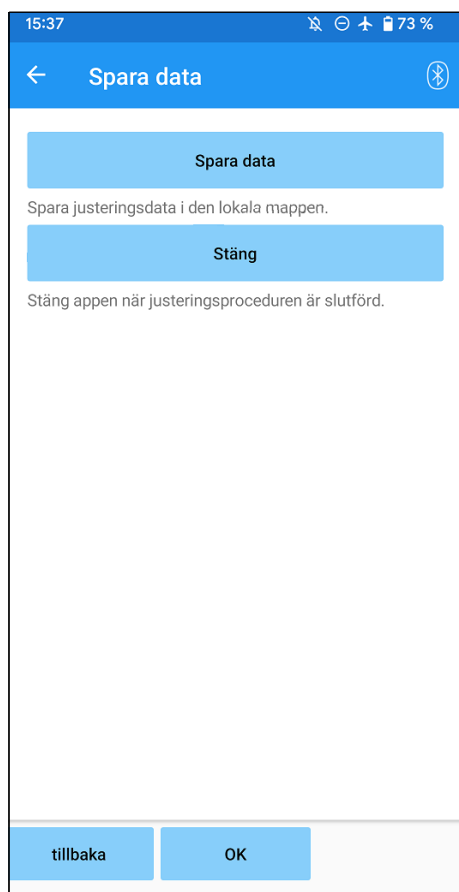 15:37 73 %
Spara data
Spara data
Spara justeringsdata i den lokala mappen.
Stäng
Stäng appen när justeringsproceduren är slutförd.
tillbaka OK